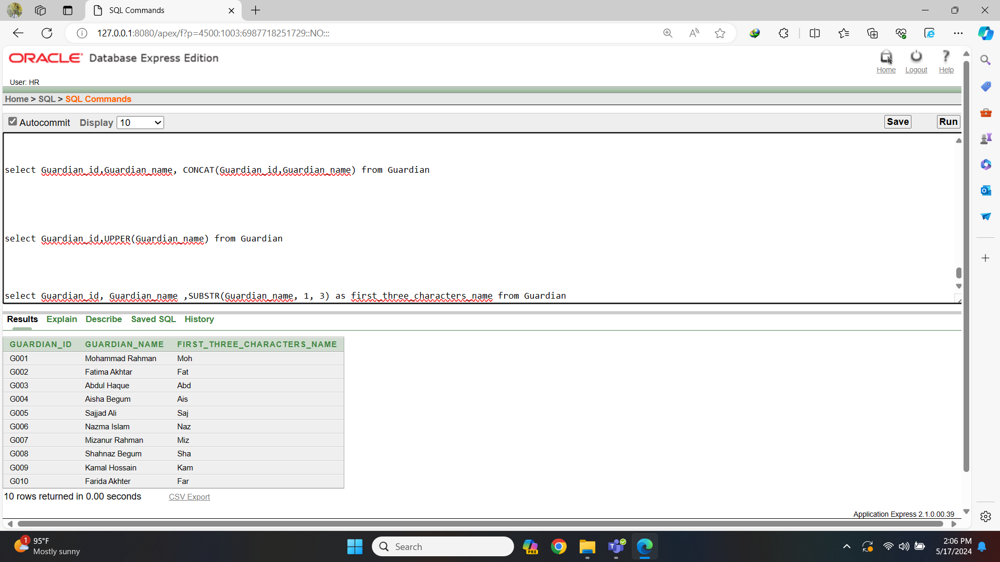 SQL Commands
127.0.0.1:8080/apex/f?p=4500:1003:6987718251729::NO:::
ORACLE Database Express Edition
Home Logout Help
User: HR
Home > SQL > SQL Commands
Autocommit Display 10 Save Run
select Guardian_id,Guardian_name, CONCAT(Guardian_id,Guardian_name) from Guardian
select Guardian_id,UPPER(Guardian_name) from Guardian
select Guardian_id, Guardian_name ,SUBSTR(Guardian_name, 1, 3) as first_three_characters_name from Guardian
Results Explain Describe Saved SQL History
GUARDIAN_ID GUARDIAN_NAME FIRST_THREE_CHARACTERS_NAME
G001 Mohammad Rahman Moh
G002 Fatima Akhtar Fat
G003 Abdul Haque Abd
G004 Aisha Begum Ais
G005 Sajjad Ali Saj
G006 Nazma Islam Naz
G007 Mizanur Rahman Miz
G008 Shahnaz Begum Sha
G009 Kamal Hossain Kam
G010 Farida Akhter Far
10 rows returned in 0.00 seconds CSV Export
Application Express 2.1.0.00.39
1 95°F
Mostly sunny
Search
PRE
2:06 PM
5/17/2024